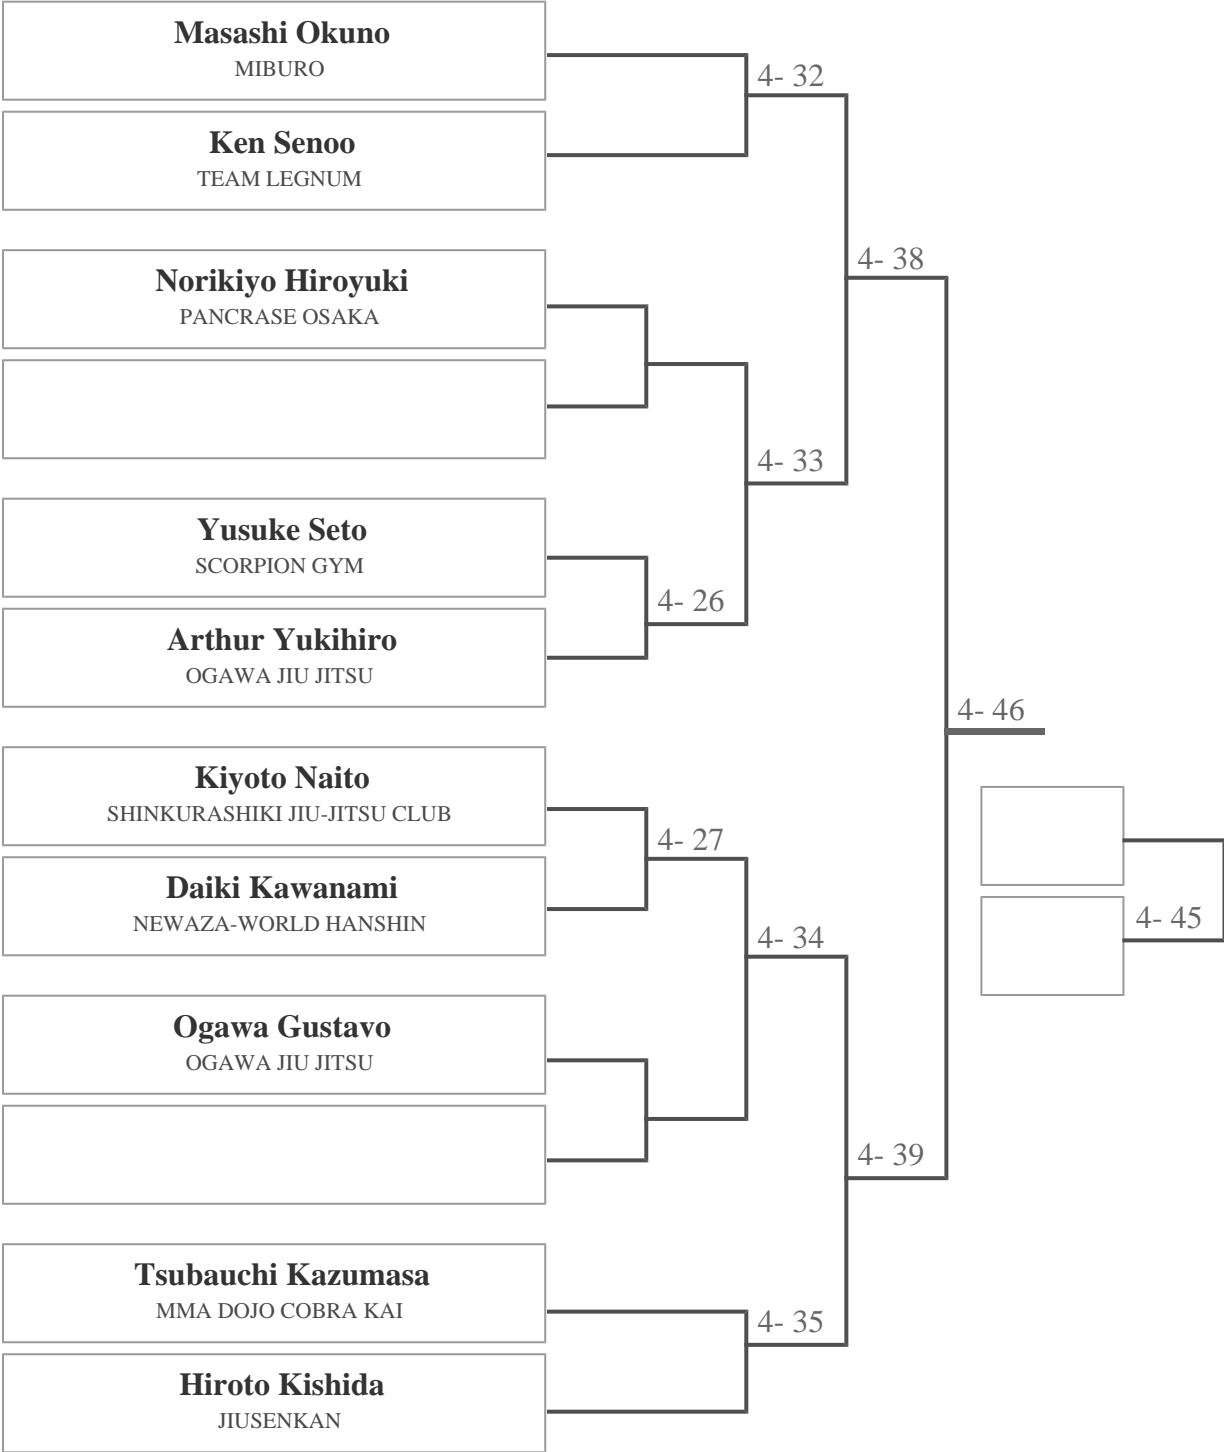 Masashi Okuno
MIBURO
4- 32
Ken Senoo
TEAM LEGNUM
4- 38
Norikiyo Hiroyuki
PANCRASE OSAKA
4- 33
Yusuke Seto
SCORPION GYM
4- 26
Arthur Yukihiro
OGAWA JIU JITSU
4- 46
Kiyoto Naito
SHINKURASHIKI JIU-JITSU CLUB
4- 27
Daiki Kawanami
NEWAZA-WORLD HANSHIN
4- 45
4- 34
Ogawa Gustavo
OGAWA JIU JITSU
4- 39
Tsubauchi Kazumasa
MMA DOJO COBRA KAI
4- 35
Hiroto Kishida
JIUSENKAN